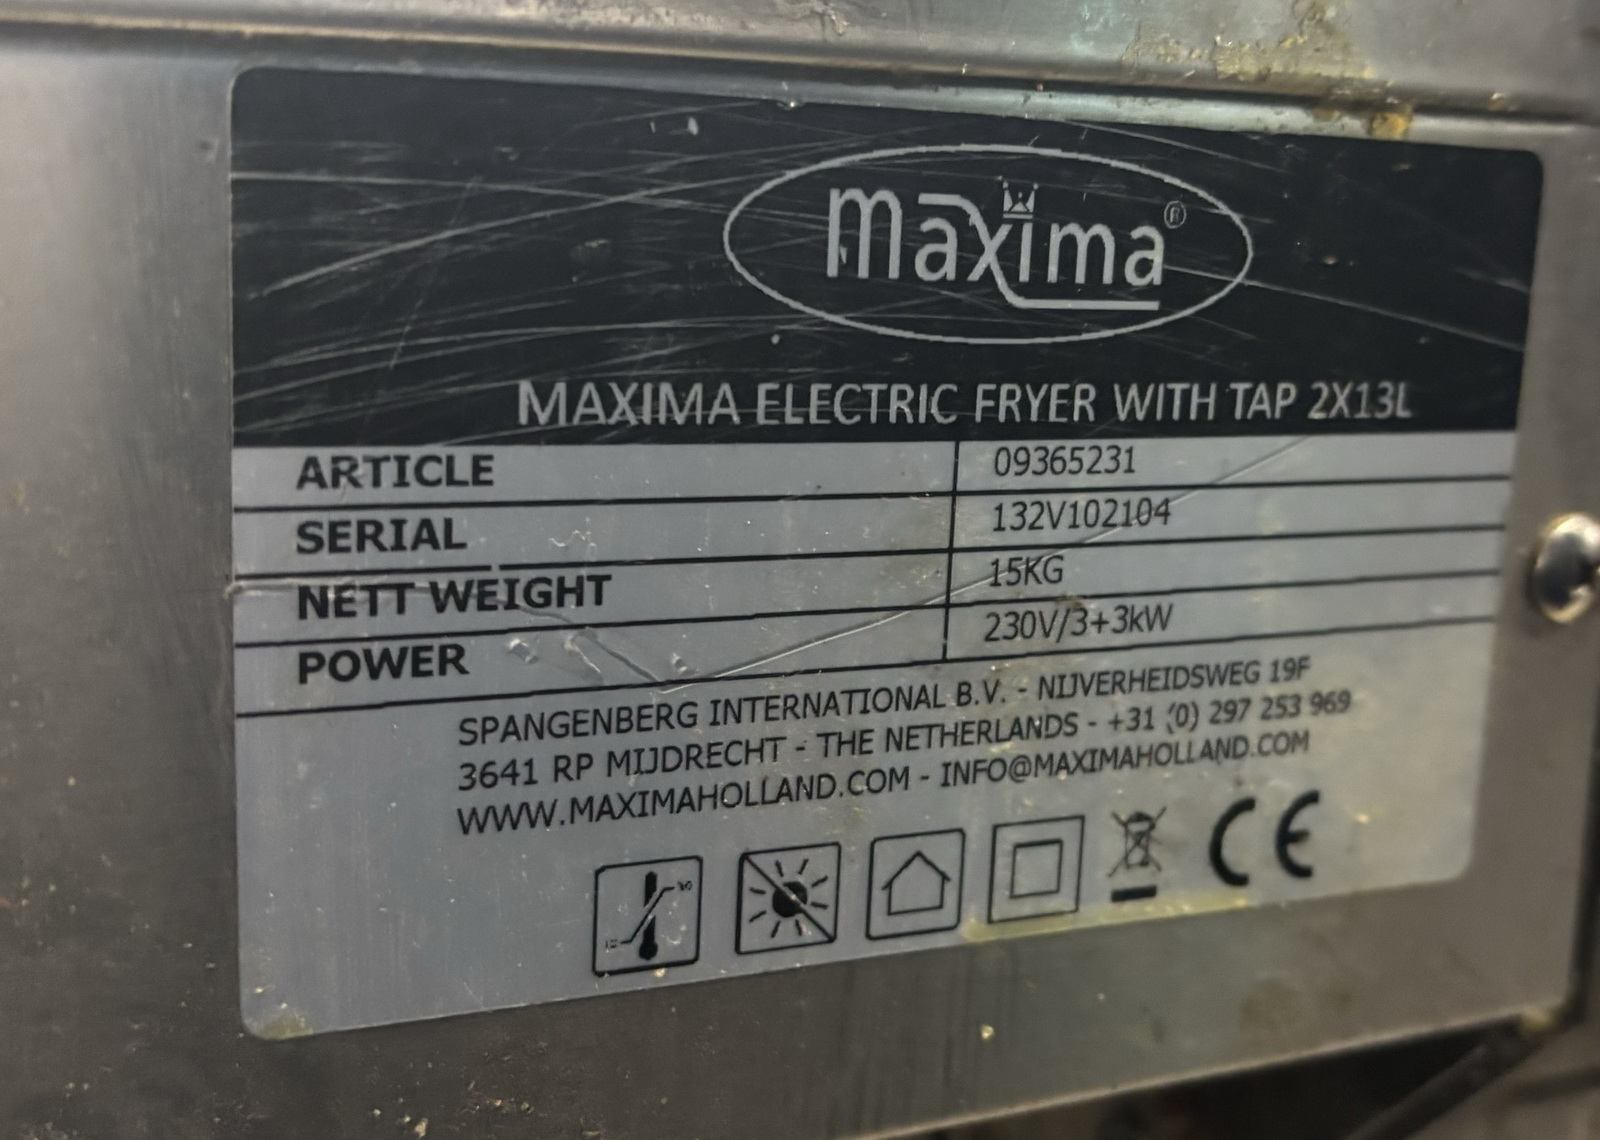 maxima®
MAXIMA ELECTRIC FRYER WITH TAP 2X13L
ARTICLE 09365231
SERIAL 132V102104
NETT WEIGHT 15KG
POWER 230V/3+3kW
SPANGENBERG INTERNATIONAL B.V. - NIJVERHEIDSWEG 19F
3641 RP MIJDRECHT - THE NETHERLANDS - +31 (0) 297 253 969
WWW.MAXIMAHOLLAND.COM - INFO@MAXIMAHOLLAND.COM
CE